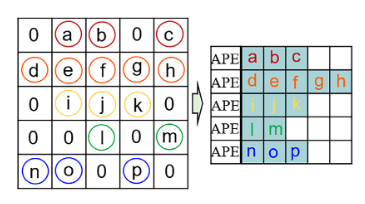 0 a b 0 c
d e f g h
0 i j k 0
0 0 l 0 m
n o 0 p 0
APE a b c
APE d e f g h
APE i j k
APE l m
APE n o p